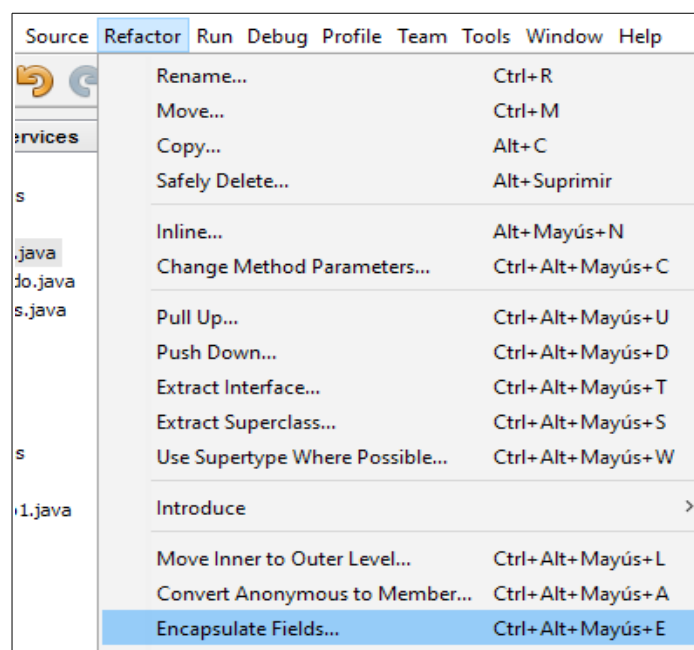 Source Refactor Run Debug Profile Team Tools Window Help
Rename... Ctrl+R
Move... Ctrl+M
ervices
Copy... Alt+C
Safely Delete... Alt+Suprimir
s
Inline... Alt+Mayús+N
.java
Change Method Parameters... Ctrl+Alt+Mayús+C
do.java
s.java
Pull Up... Ctrl+Alt+Mayús+U
Push Down... Ctrl+Alt+Mayús+D
Extract Interface... Ctrl+Alt+Mayús+T
Extract Superclass... Ctrl+Alt+Mayús+S
s
Use Supertype Where Possible... Ctrl+Alt+Mayús+W
o1.java
Introduce >
Move Inner to Outer Level... Ctrl+Alt+Mayús+L
Convert Anonymous to Member... Ctrl+Alt+Mayús+A
Encapsulate Fields... Ctrl+Alt+Mayús+E